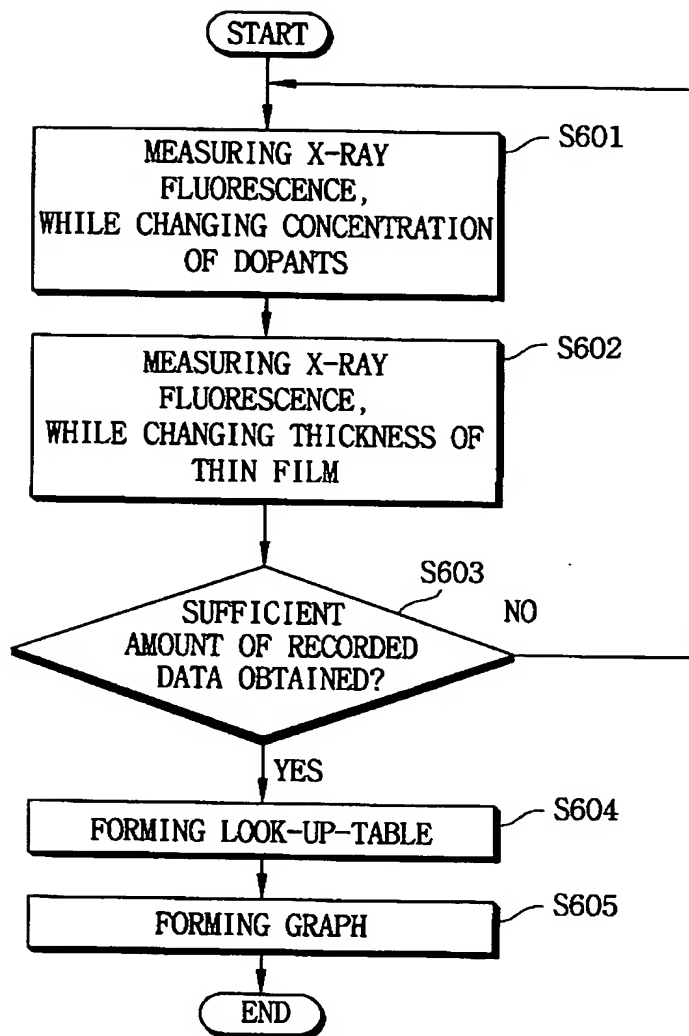 START
S601
MEASURING X-RAY
FLUORESCENCE,
WHILE CHANGING CONCENTRATION
OF DOPANTS
S602
MEASURING X-RAY
FLUORESCENCE,
WHILE CHANGING THICKNESS OF
THIN FILM
S603
SUFFICIENT
AMOUNT OF RECORDED
DATA OBTAINED?
NO
YES
S604
FORMING LOOK-UP-TABLE
S605
FORMING GRAPH
END